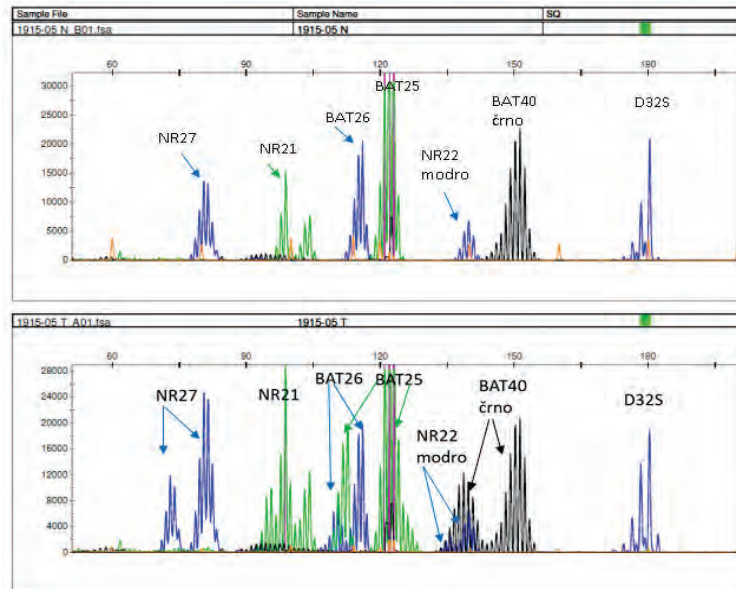 Sample File Sample Name SQ
1915-05 N_B01.fsa 1915-05 N
60 90 120 150 180
30000
25000
20000
15000
10000
5000
0
NR27
NR21
BAT26
BAT25
NR22
modro
BAT40
črno
D32S
1915-05 T_A01.fsa 1915-05 T
60 90 120 150 180
28000
24000
20000
16000
12000
8000
4000
0
NR27
NR21
BAT26
BAT25
NR22
modro
BAT40
črno
D32S